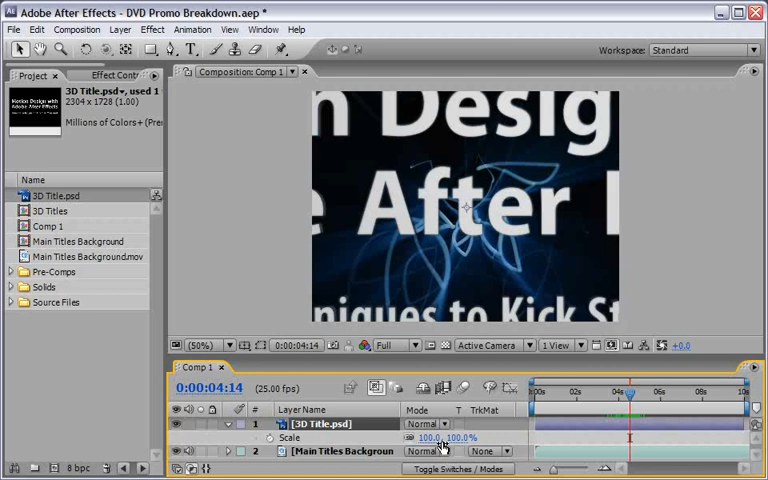 Adobe After Effects - DVD Promo Breakdown.aep *
File Edit Composition Layer Effect Animation View Window Help
Workspace: Standard
Project Effect Contr
3D Title.psd, used 1
2304 x 1728 (1.00)
Millions of Colors+ (Pre
Name
3D Title.psd
3D Titles
Comp 1
Main Titles Background
Main Titles Background.mov
Pre-Comps
Solids
Source Files
8 bpc
Composition: Comp 1
n Desig
e After
niques to Kick St
(50%) 0:00:04:14 Full Active Camera 1 View +0.0
Comp 1
0:00:04:14 (25.00 fps)
00s 02s 04s 06s 08s 10s
# Layer Name Mode T TrkMat
1 [3D Title.psd] Normal
Scale 100.0, 100.0%
2 [Main Titles Backgroun Normal None
Toggle Switches / Modes